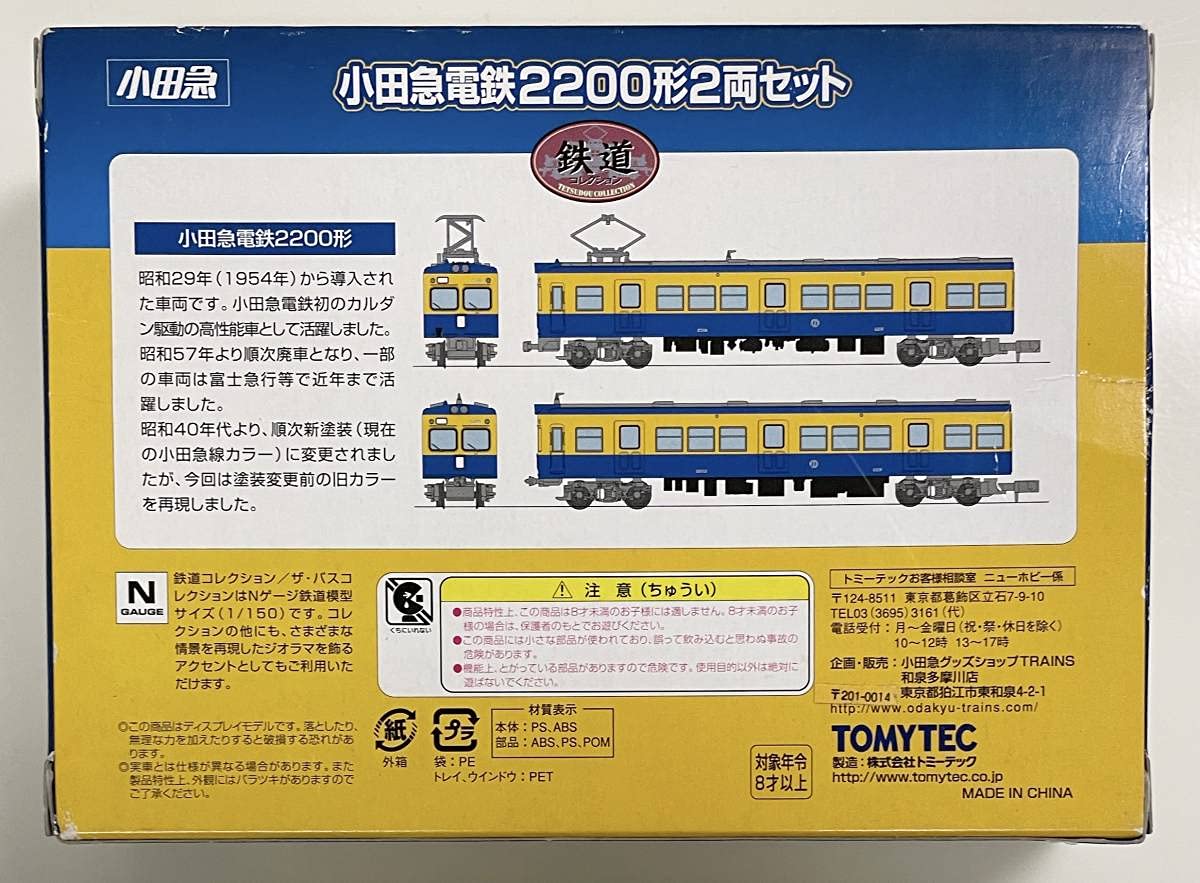 小田急
小田急電鉄2200形2両セット
鉄道
コレクション
TETSUDOU COLLECTION
小田急電鉄2200形
昭和29年（1954年）から導入され
た車両です。小田急電鉄初のカルダ
ン駆動の高性能車として活躍しました。
昭和57年より順次廃車となり、一部
の車両は富士急行等で近年まで活
躍しました。
昭和40年代より、順次新塗装（現在
の小田急線カラー）に変更されまし
たが、今回は塗装変更前の旧カラー
を再現しました。
N
GAUGE
鉄道コレクション／ザ・バスコ
レクションはNゲージ鉄道模型
サイズ（1/150）です。コレ
クションの他にも、さまざまな
情景を再現したジオラマを飾る
アクセントとしてもご利用いた
だけます。
くちにいれない
注 意（ちゅうい）
●商品特性上、この商品は8才未満のお子様には適しません。8才未満のお子
様の場合は、保護者のもとでお遊びください。
●この商品には小さな部品が使われており、誤って飲み込むと思わぬ事故の
危険があります。
●機能上、とがっている部品がありますので危険です。使用目的以外は絶対に
遊ばないでください。
トミーテックお客様相談室 ニューホビー係
〒124-8511 東京都葛飾区立石7-9-10
TEL03（3695）3161（代）
電話受付：月～金曜日（祝・祭・休日を除く）
10～12時 13～17時
企画・販売：小田急グッズショップTRAINS
和泉多摩川店
〒201-0014 東京都狛江市東和泉4-2-1
http://www.odakyu-trains.com/
TOMYTEC
製造：株式会社トミーテック
http://www.tomytec.co.jp
MADE IN CHINA
◎この商品はディスプレイモデルです。落としたり、
無理な力を加えたりすると破損する恐れがあ
ります。
◎実車とは仕様が異なる場合があります。また
製品特性上、外観にはバラツキがありますので
ご了承ください。
紙
外箱
プラ
袋：PE
トレイ、ウインドウ：PET
材質表示
本体：PS、ABS
部品：ABS、PS、POM
対象年令
8才以上